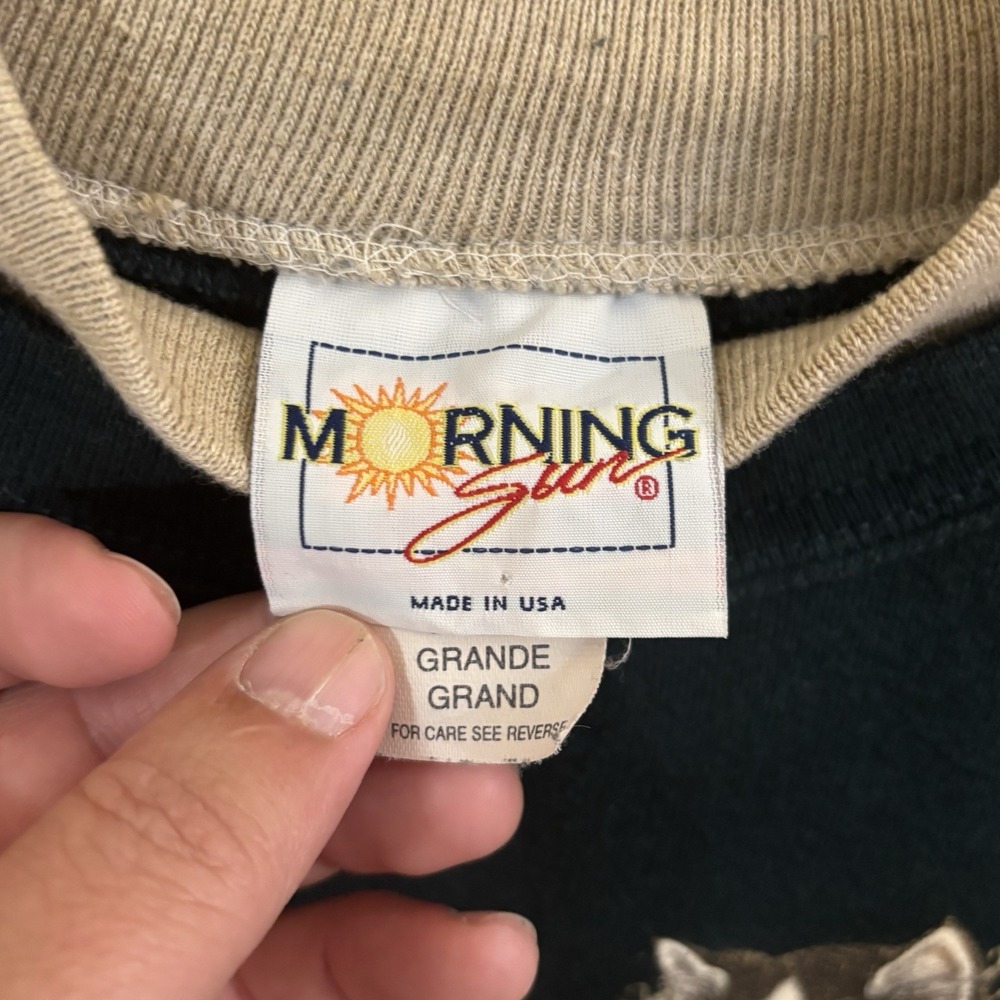 MORNING
Sun®
MADE IN USA
GRANDE
GRAND
FOR CARE SEE REVERSE